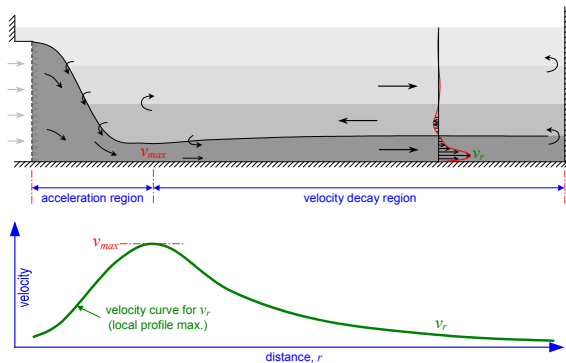 v_max
v_r
acceleration region
velocity decay region
v_max
velocity
velocity curve for v_r
(local profile max.)
v_r
distance, r